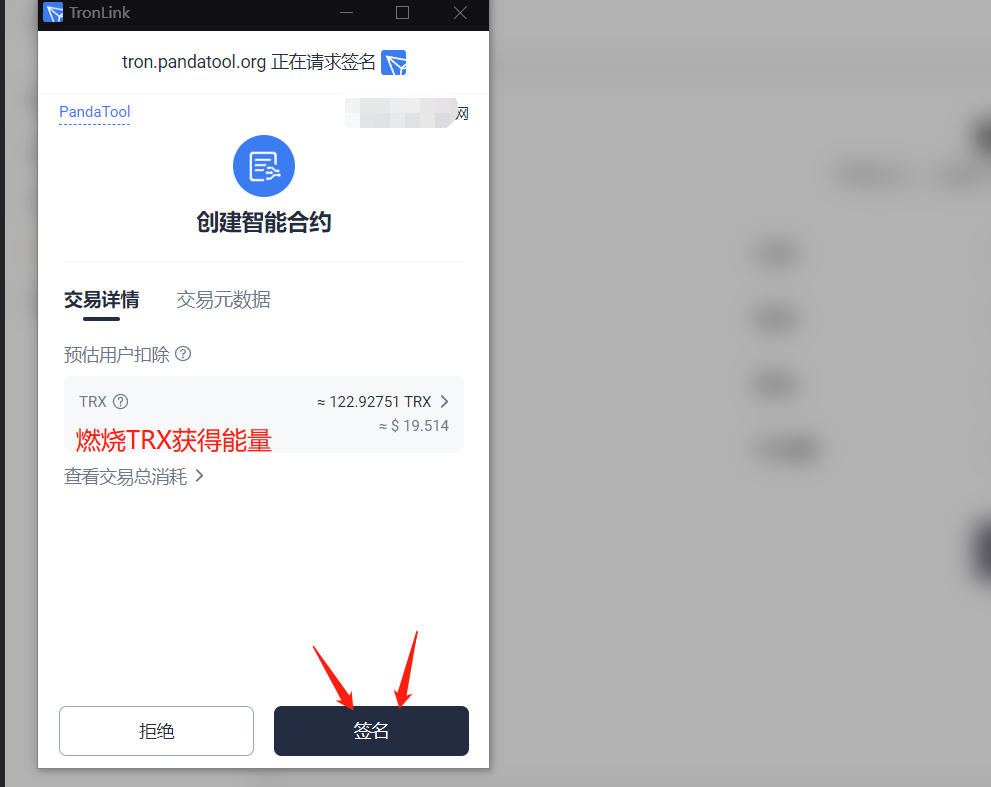 TronLink
tron.pandatool.org 正在请求签名
PandaTool 网
创建智能合约
交易详情 交易元数据
预估用户扣除
TRX ≈ 122.92751 TRX
≈ $ 19.514
燃烧TRX获得能量
查看交易总消耗
拒绝 签名